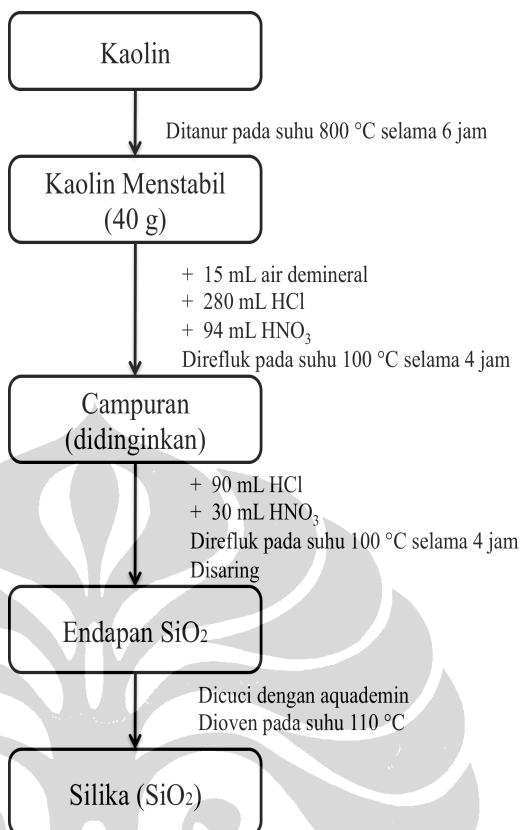 Kaolin
Ditanur pada suhu 800 °C selama 6 jam
Kaolin Menstabil
(40 g)
+ 15 mL air demineral
+ 280 mL HCl
+ 94 mL HNO₃
Direfluk pada suhu 100 °C selama 4 jam
Campuran
(didinginkan)
+ 90 mL HCl
+ 30 mL HNO₃
Direfluk pada suhu 100 °C selama 4 jam
Disaring
Endapan SiO₂
Dicuci dengan aquademin
Dioven pada suhu 110 °C
Silika (SiO₂)